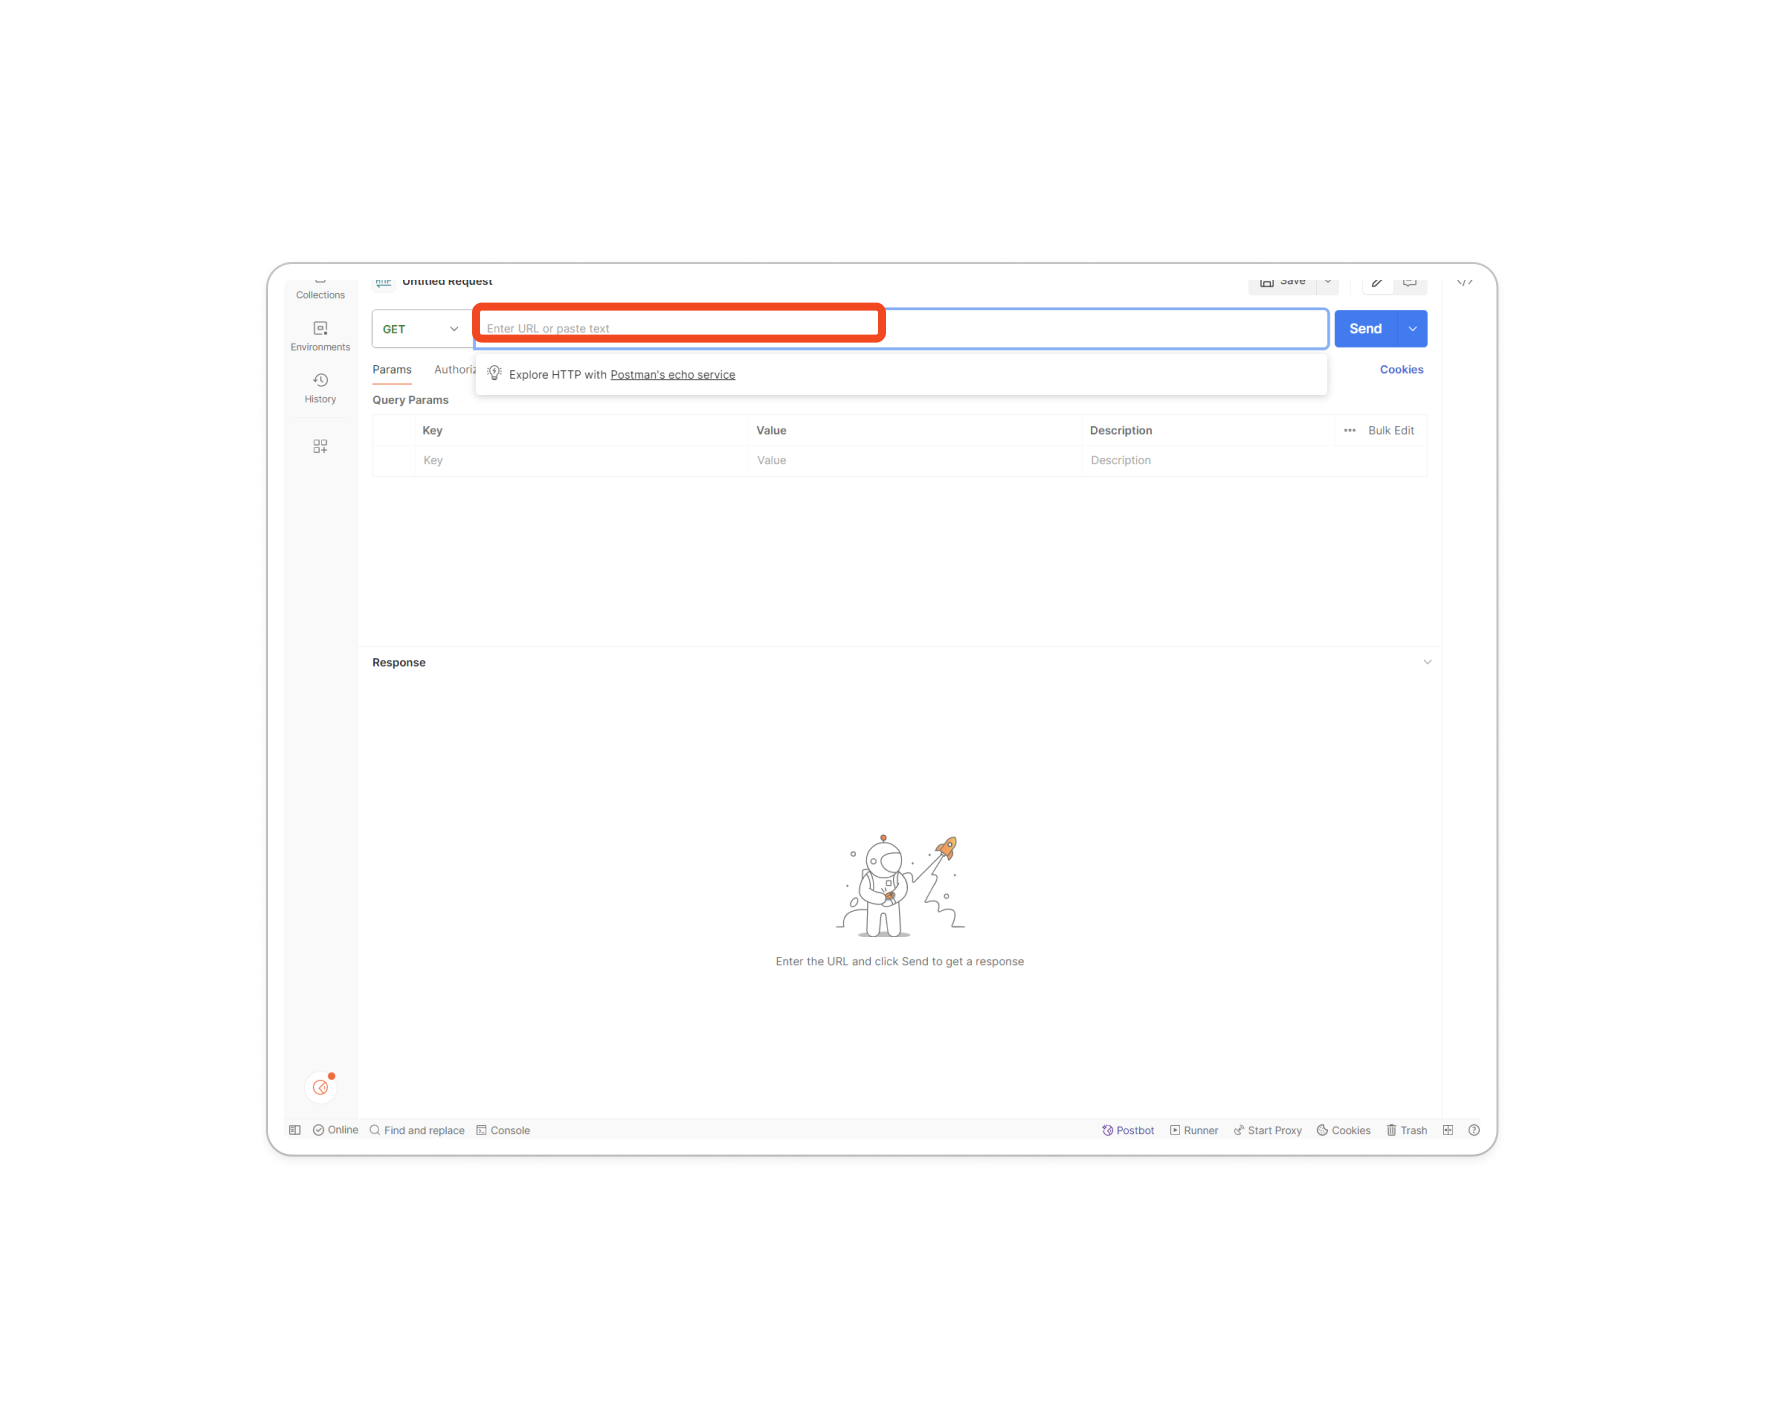 Collections
Untitled Request
Save
GET
Enter URL or paste text
Send
Environments
Params
Authoriz
Explore HTTP with Postman's echo service
Cookies
History
Query Params
Key
Value
Description
Bulk Edit
Key
Value
Description
Response
Enter the URL and click Send to get a response
Online
Find and replace
Console
Postbot
Runner
Start Proxy
Cookies
Trash